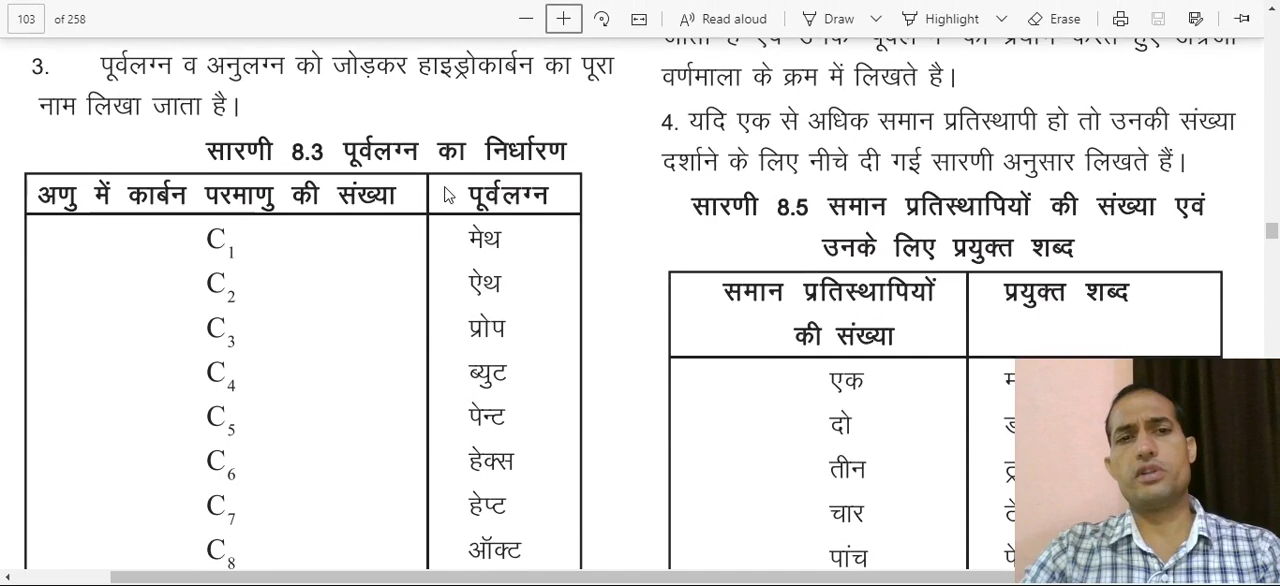 103 of 258
Read aloud
Draw
Highlight
Erase
3. पूर्वलग्न व अनुलग्न को जोड़कर हाइड्रोकार्बन का पूरा
नाम लिखा जाता है।
सारणी 8.3 पूर्वलग्न का निर्धारण
अणु में कार्बन परमाणु की संख्या पूर्वलग्न
C1 मेथ
C2 ऐथ
C3 प्रोप
C4 ब्युट
C5 पेन्ट
C6 हेक्स
C7 हेप्ट
C8 ऑक्ट
वर्णमाला के क्रम में लिखते है।
4. यदि एक से अधिक समान प्रतिस्थापी हो तो उनकी संख्या
दर्शाने के लिए नीचे दी गई सारणी अनुसार लिखते हैं।
सारणी 8.5 समान प्रतिस्थापियों की संख्या एवं
उनके लिए प्रयुक्त शब्द
समान प्रतिस्थापियों प्रयुक्त शब्द
की संख्या
एक
दो
तीन
चार
पांच